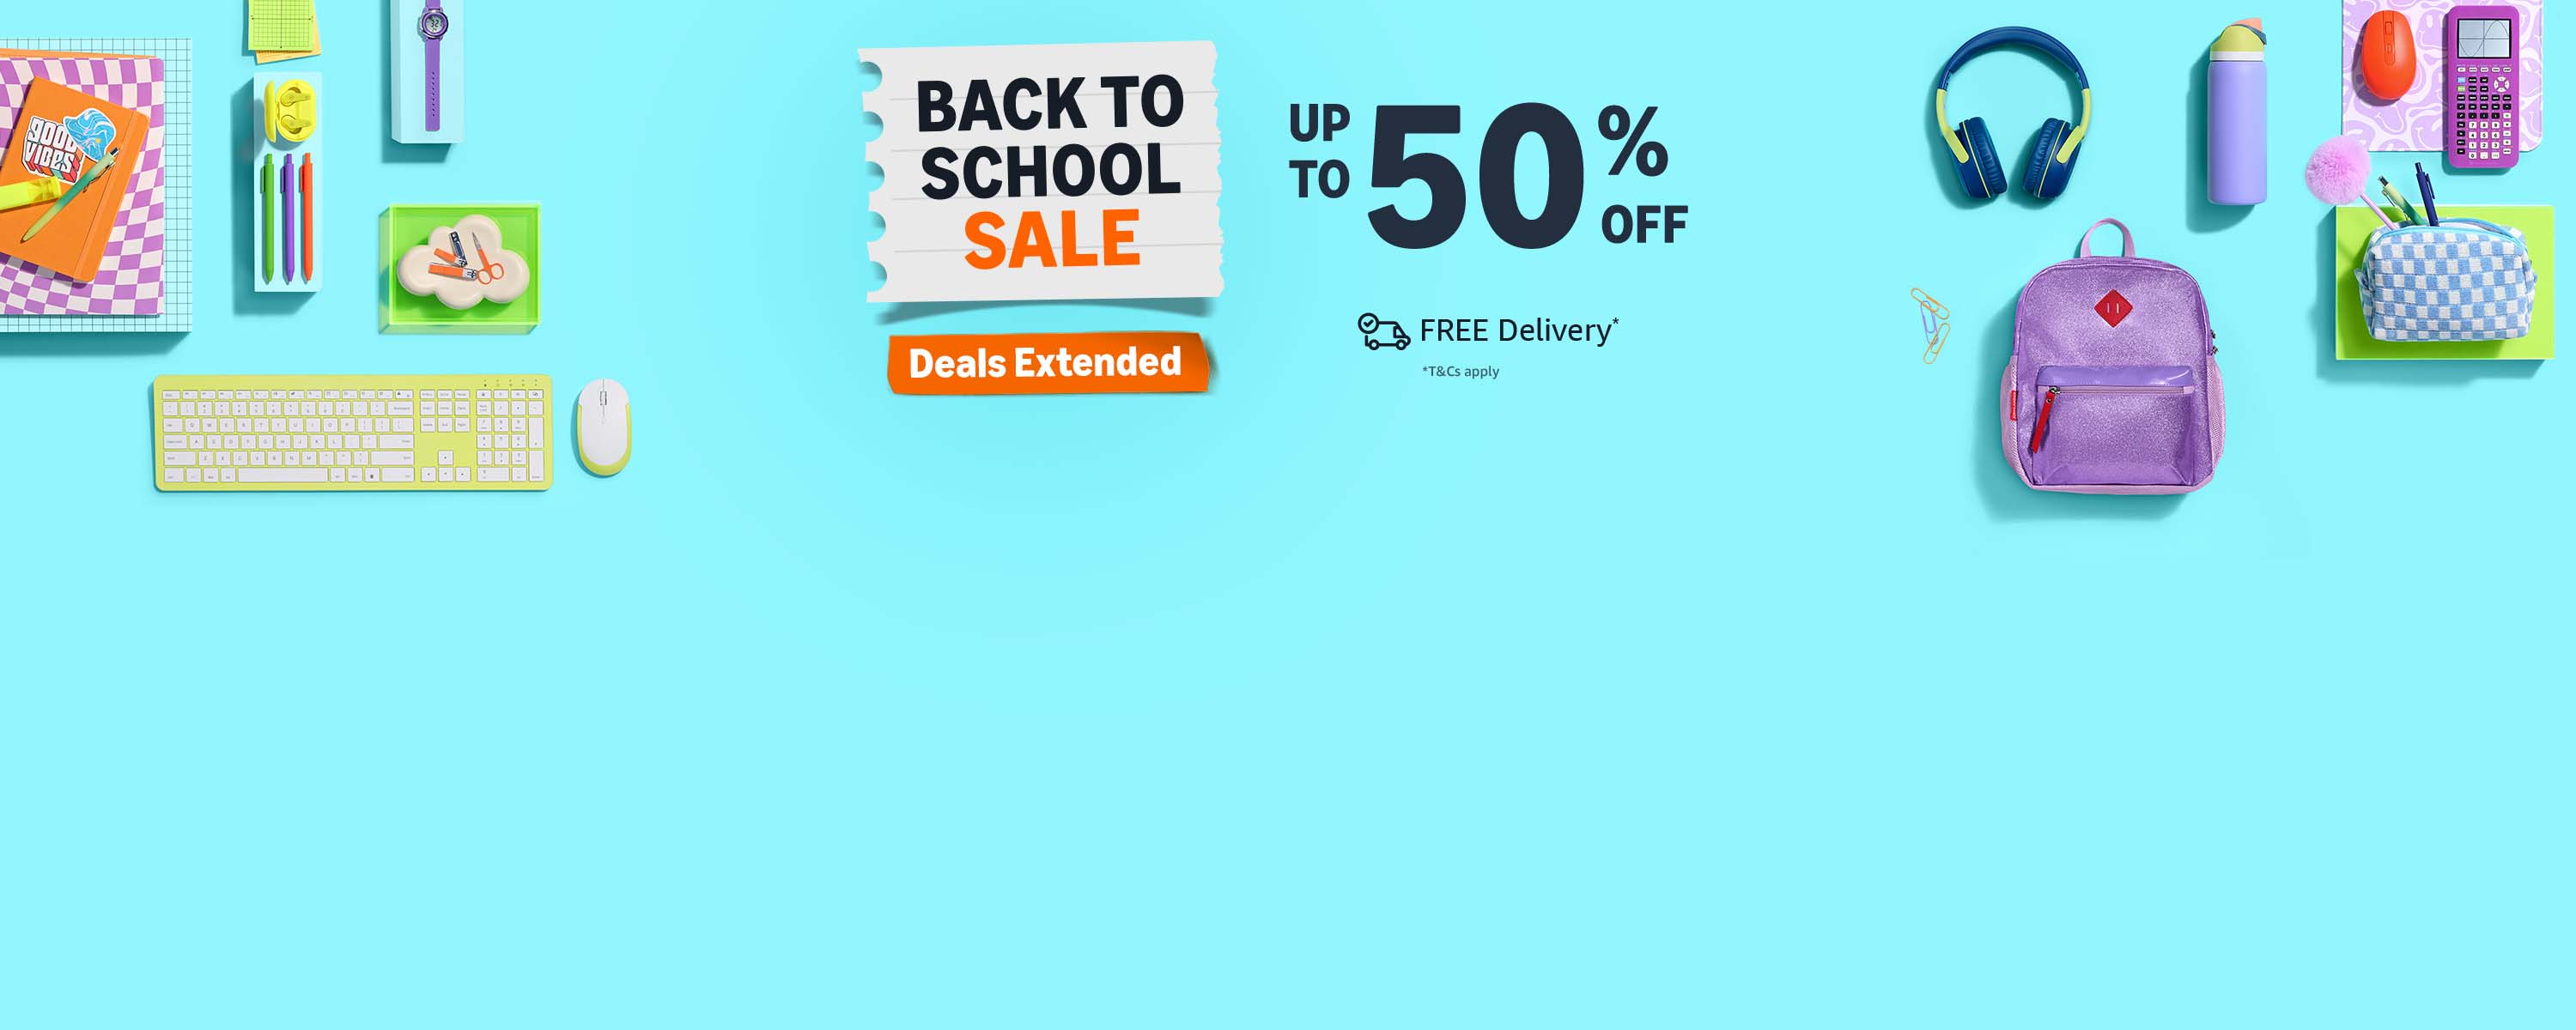 GOOD
VIBES
BACK TO
SCHOOL
SALE
Deals Extended
UP
TO
50%
OFF
FREE Delivery*
*T&Cs apply